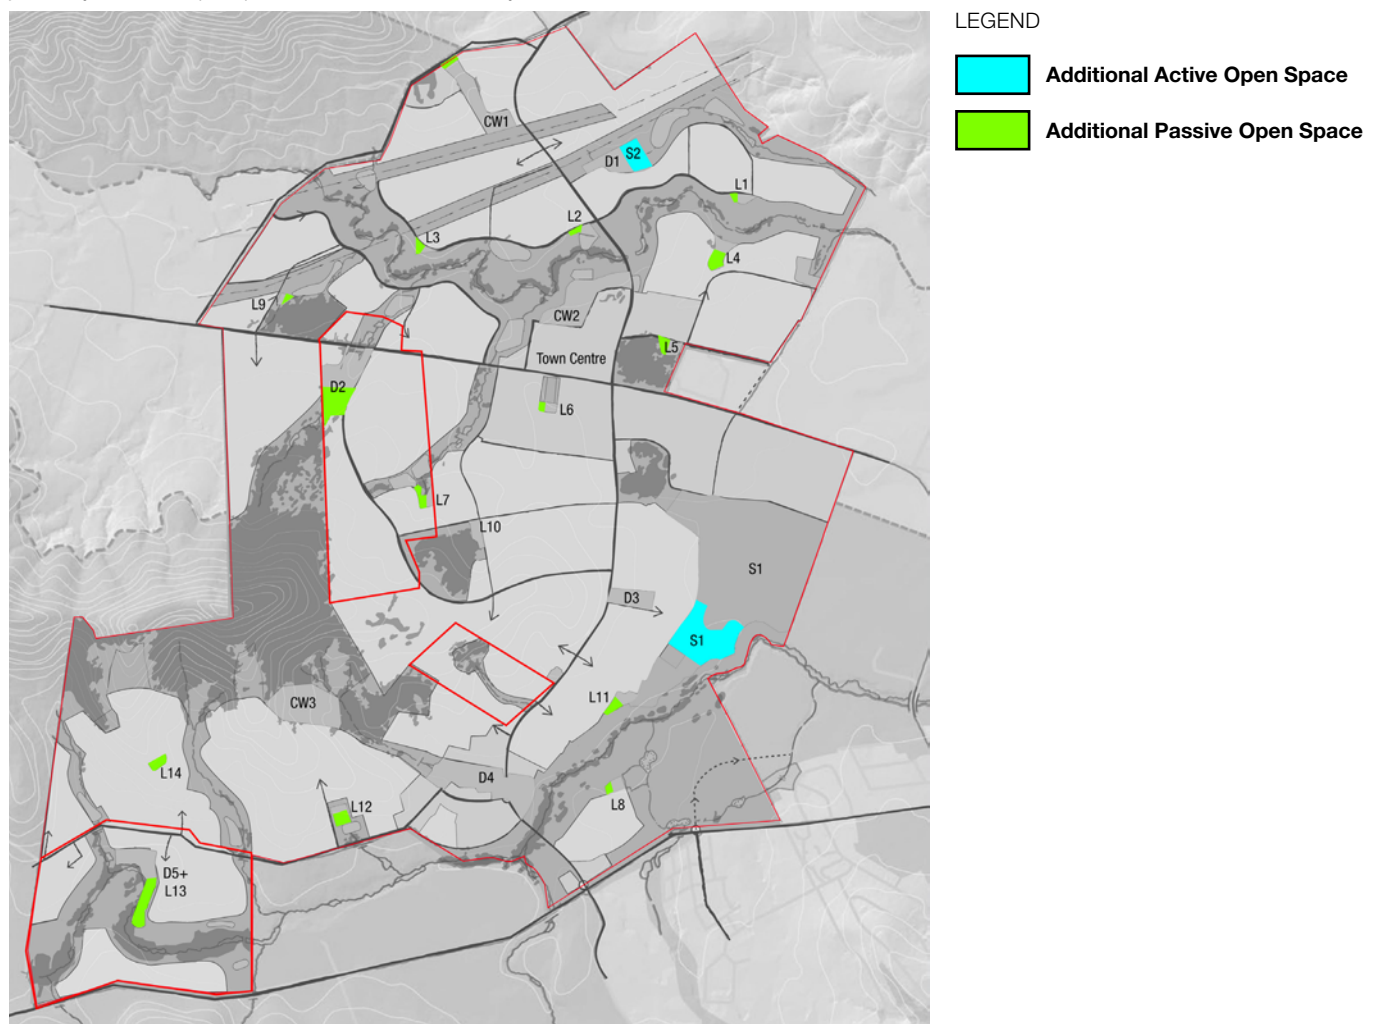 LEGEND
Additional Active Open Space
Additional Passive Open Space
CW1
D1
S2
L1
L2
L3
L4
L9
CW2
Town Centre
L5
D2
L6
L7
L10
S1
D3
S1
L11
CW3
L14
D4
L12
L8
D5+
L13